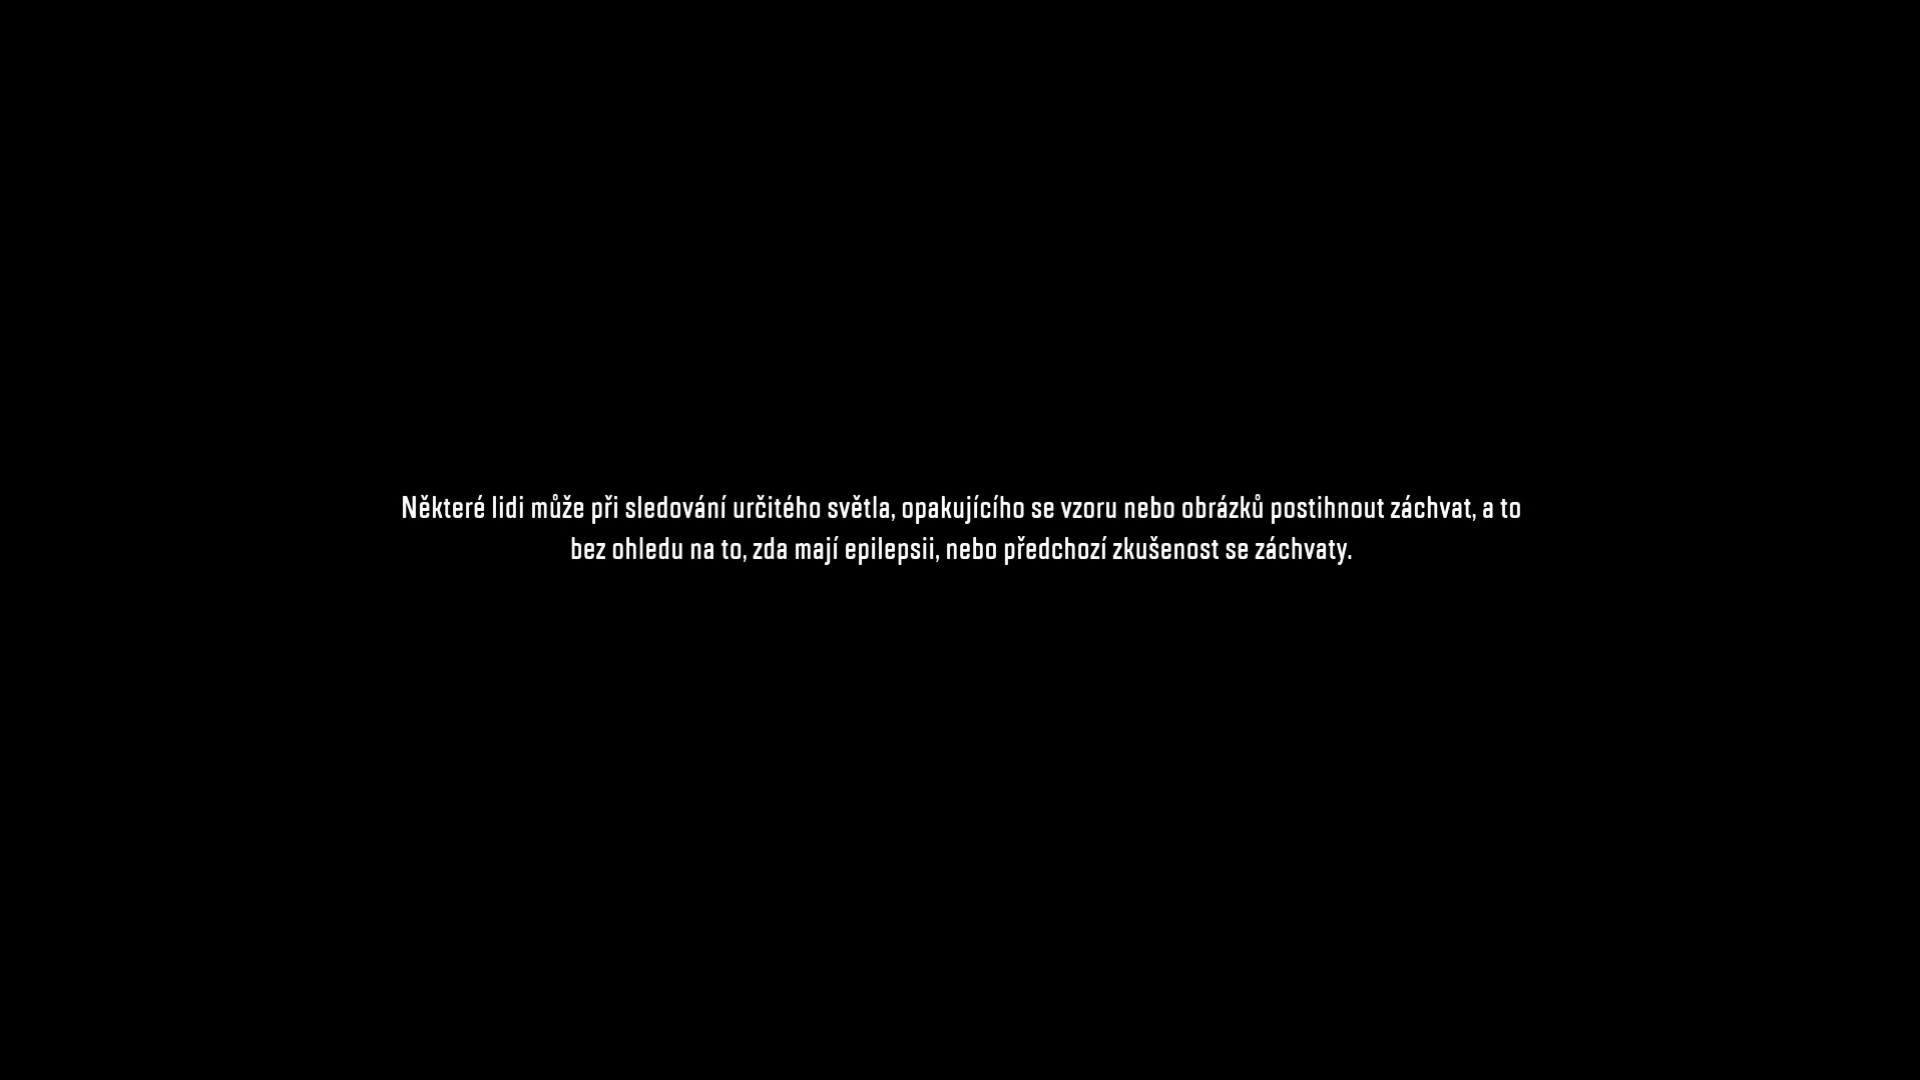 Některé lidi může při sledování určitého světla, opakujícího se vzoru nebo obrázků postihnout záchvat, a to
bez ohledu na to, zda mají epilepsii, nebo předchozí zkušenost se záchvaty.